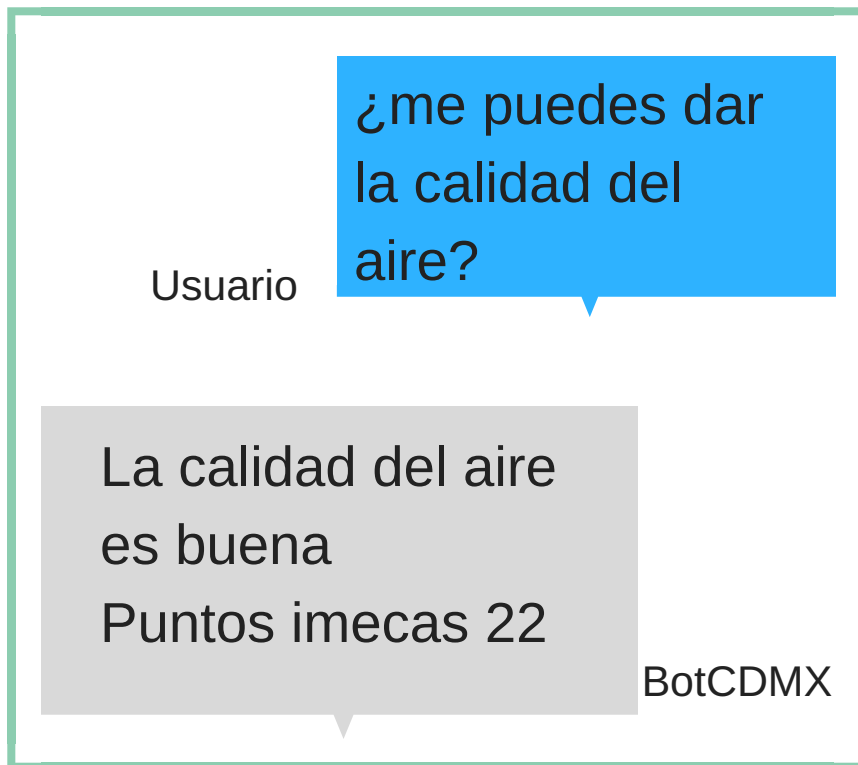 ¿me puedes dar
la calidad del
aire?
Usuario
La calidad del aire
es buena
Puntos imecas 22
BotCDMX